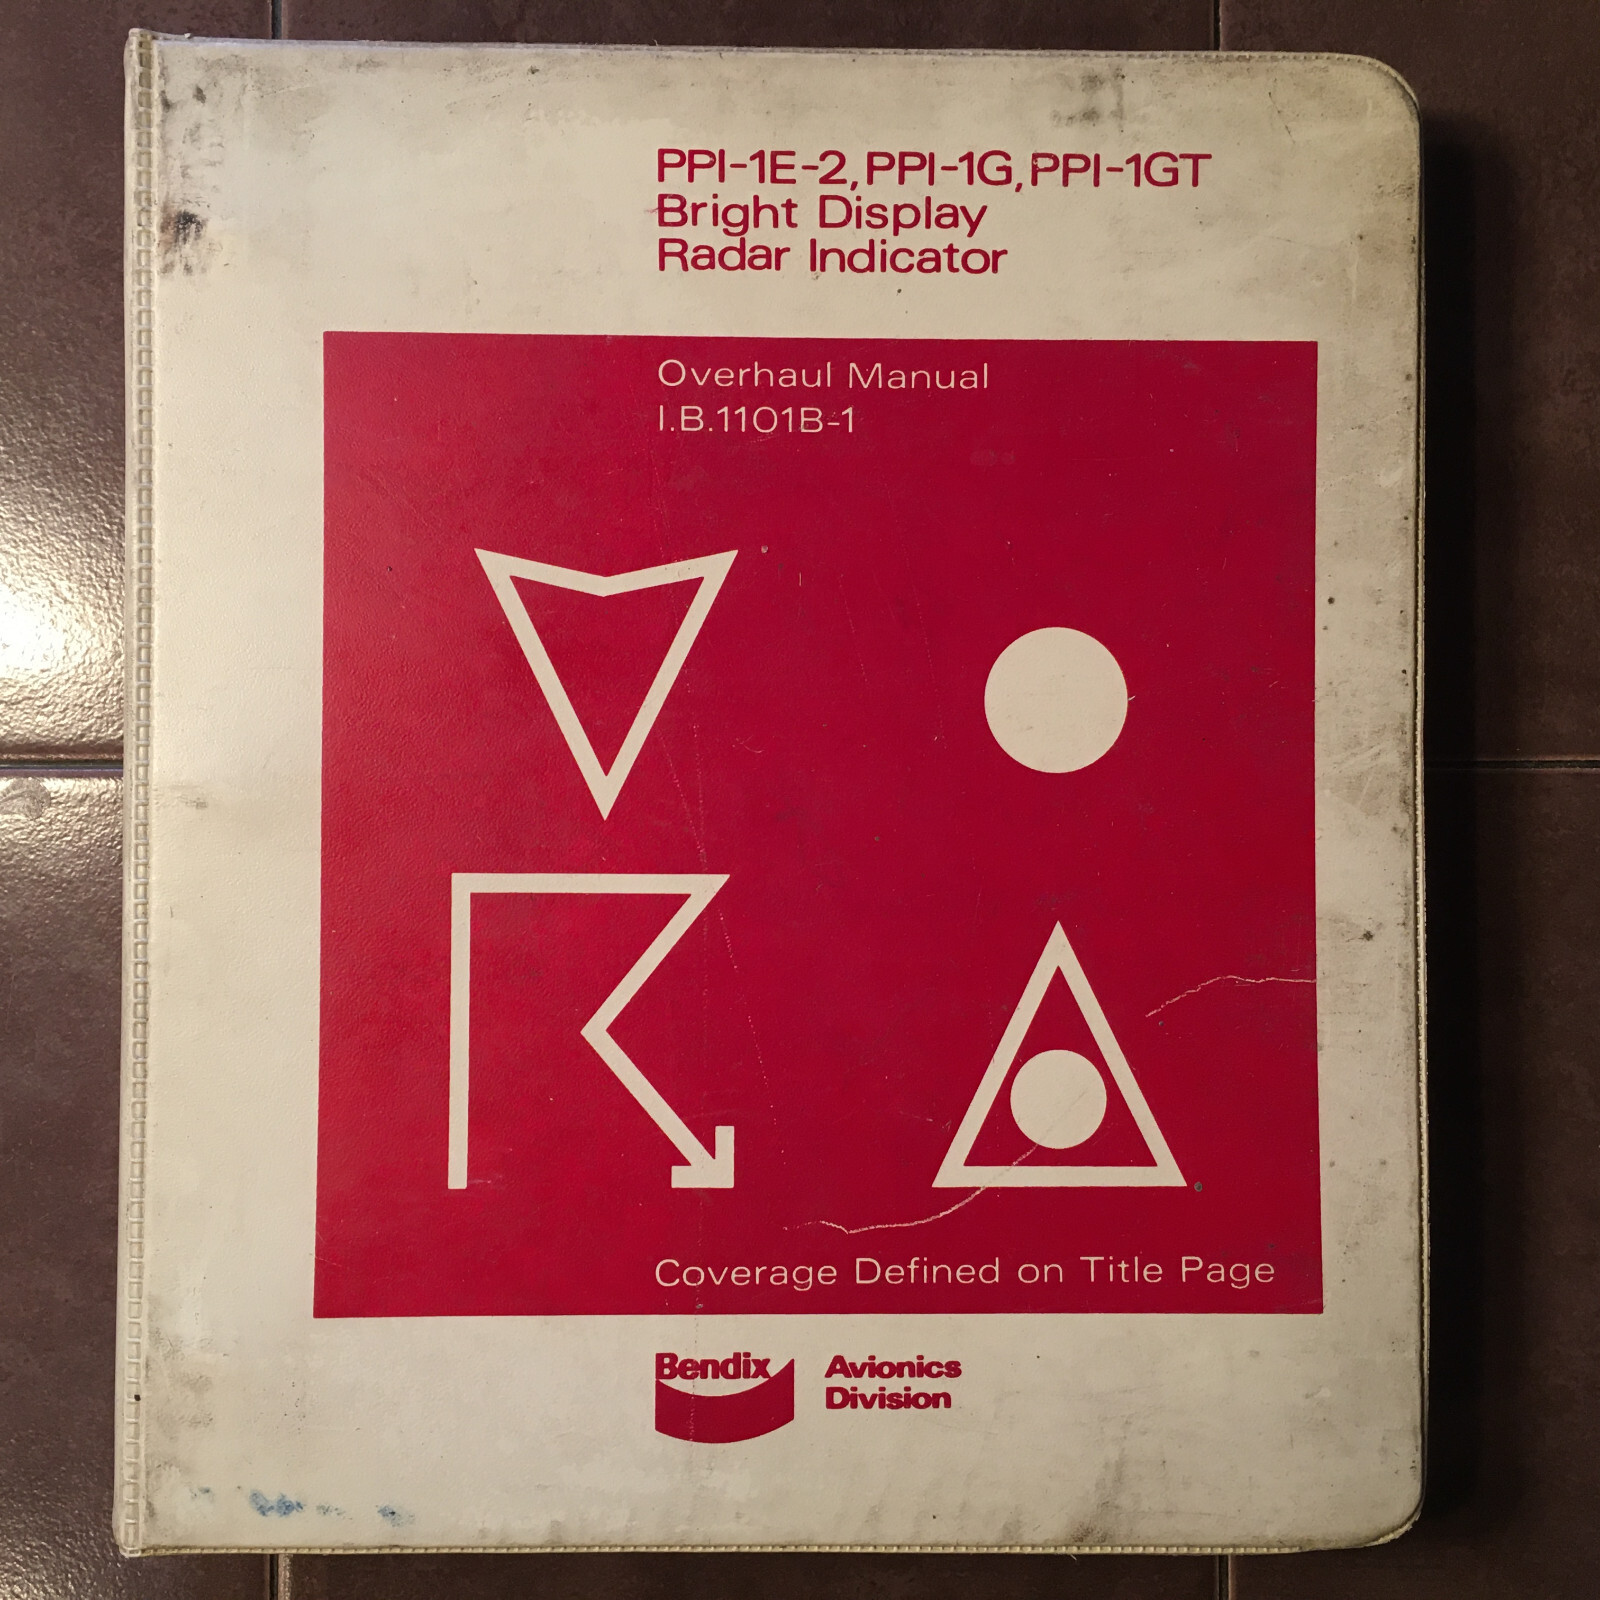 PPI-1E-2, PPI-1G, PPI-1GT
Bright Display
Radar Indicator
Overhaul Manual
I.B.1101B-1
Coverage Defined on Title Page
Bendix
Avionics
Division